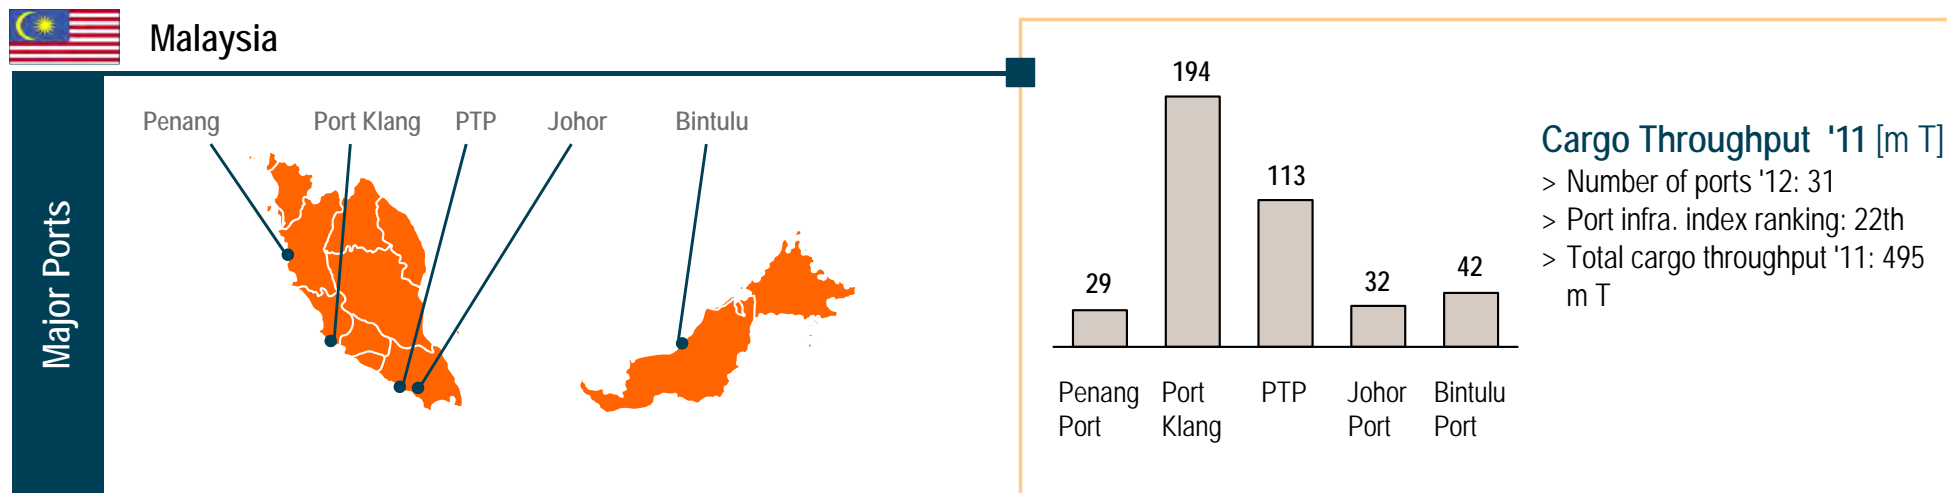 Malaysia
Major Ports
Penang
Port Klang
PTP
Johor
Bintulu
29
194
113
32
42
Penang
Port
Port
Klang
PTP
Johor
Port
Bintulu
Port
Cargo Throughput '11 [m T]
> Number of ports '12: 31
> Port infra. index ranking: 22th
> Total cargo throughput '11: 495
m T